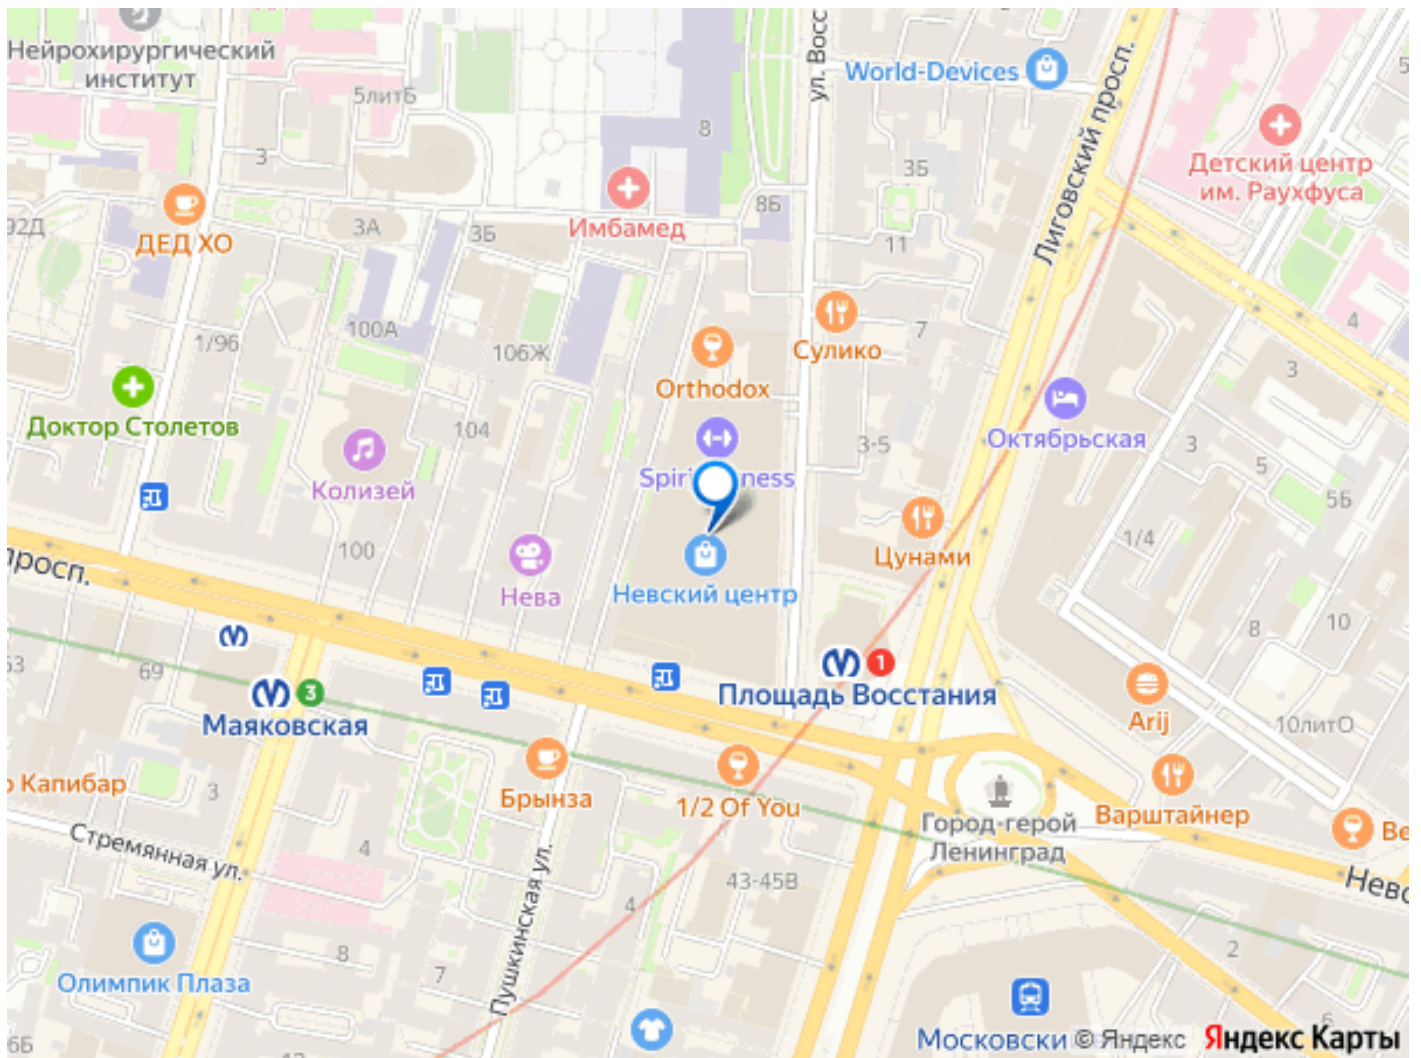 Нейрохирургический
институт
5литБ
8
ул. Восс
World-Devices
Лиговский просп.
5
Детский центр
им. Раухфуса
3
3Б
92Д
ДЕД ХО
3А
3Б
Имбамед
8Б
11
4
1/96
100А
106Ж
Orthodox
Сулико
7
3
Доктор Столетов
104
Колизей
3-5
Октябрьская
3
5
5Б
100
Нева
Невский центр
Цунами
1/4
8
10
просп.
53
69
3
Маяковская
1
Площадь Восстания
Arij
10литО
р Капибар
3
Брынза
1/2 Of You
Город-герой
Ленинград
Варштайнер
Ве
Стремянная ул.
4
43-45В
Невс
Пушкинская ул.
4
8
7
2
Олимпик Плаза
6Б
Московски
6
© Яндекс Яндекс Карты